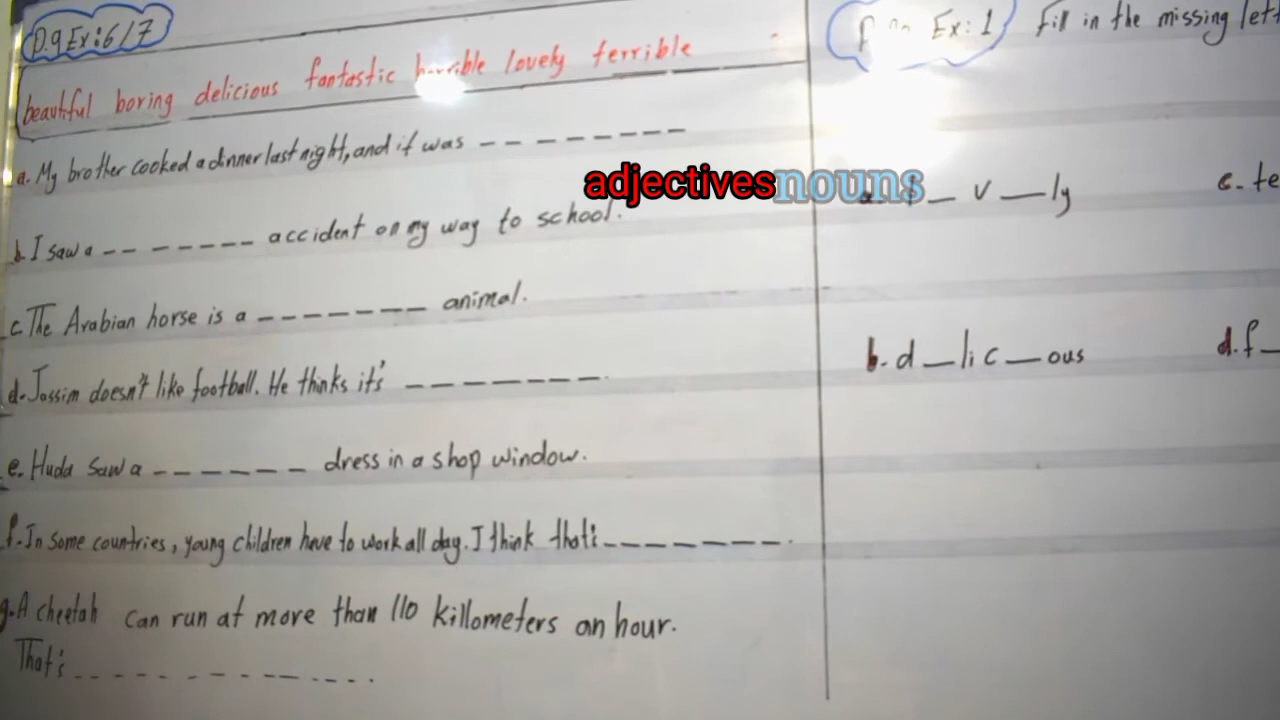 p.9 Ex:6/7
beautiful boring delicious fantastic horrible lovely terrible
a. My brother cooked a dinner last night, and it was _ _ _ _ _ _ _ _
b. I saw a _ _ _ _ _ _ _ _ accident on my way to school.
c. The Arabian horse is a _ _ _ _ _ _ _ animal.
d. Jassim doesn't like football. He thinks it's _ _ _ _ _ _ _.
e. Huda saw a _ _ _ _ _ _ dress in a shop window.
f. In some countries, young children have to work all day. I think that's _ _ _ _ _ _ _.
g. A cheetah can run at more than 110 killometers an hour.
That's _ _ _ _ _ _ _ _ _ _.
adjectives nouns
Ex: 1 Fill in the missing
_ v _ ly
b. d _ li c _ ous
c. te
d. f _